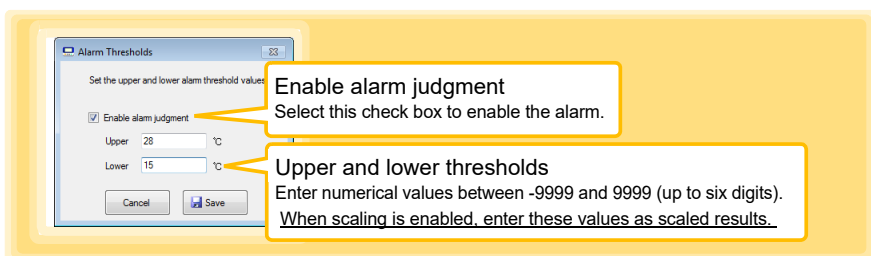 Alarm Thresholds
Set the upper and lower alarm threshold values
Enable alarm judgment
Upper 28 °C
Lower 15 °C
Cancel Save
Enable alarm judgment
Select this check box to enable the alarm.
Upper and lower thresholds
Enter numerical values between -9999 and 9999 (up to six digits).
When scaling is enabled, enter these values as scaled results.